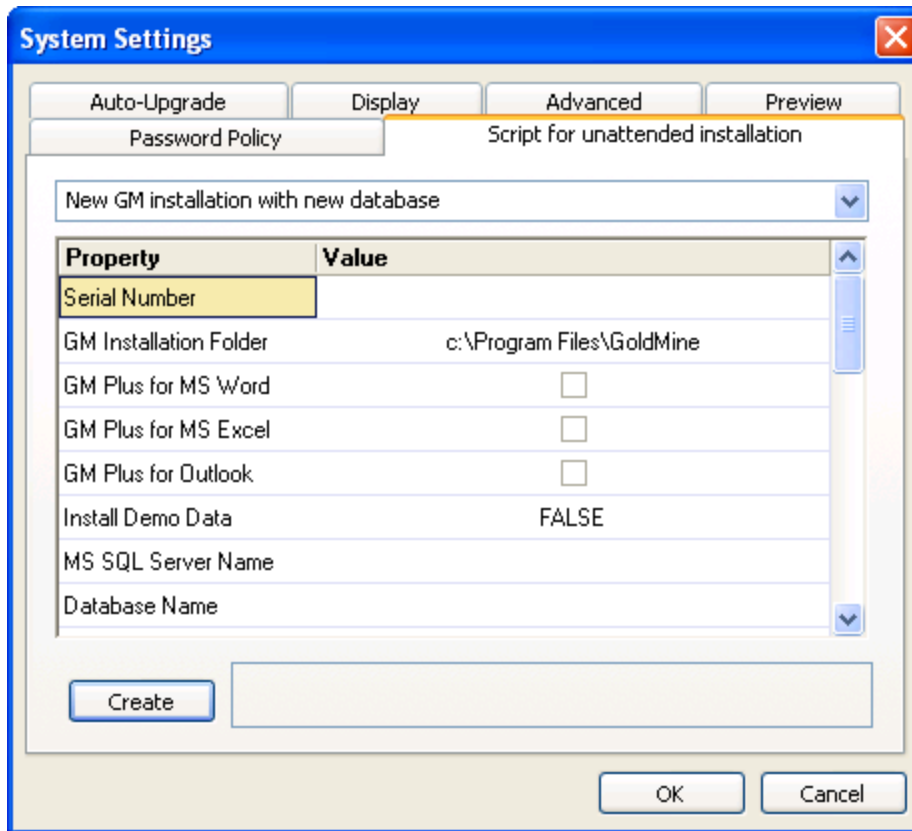 System Settings
Auto-Upgrade Display Advanced Preview
Password Policy Script for unattended installation
New GM installation with new database
Property Value
Serial Number
GM Installation Folder c:\Program Files\GoldMine
GM Plus for MS Word
GM Plus for MS Excel
GM Plus for Outlook
Install Demo Data FALSE
MS SQL Server Name
Database Name
Create
OK Cancel